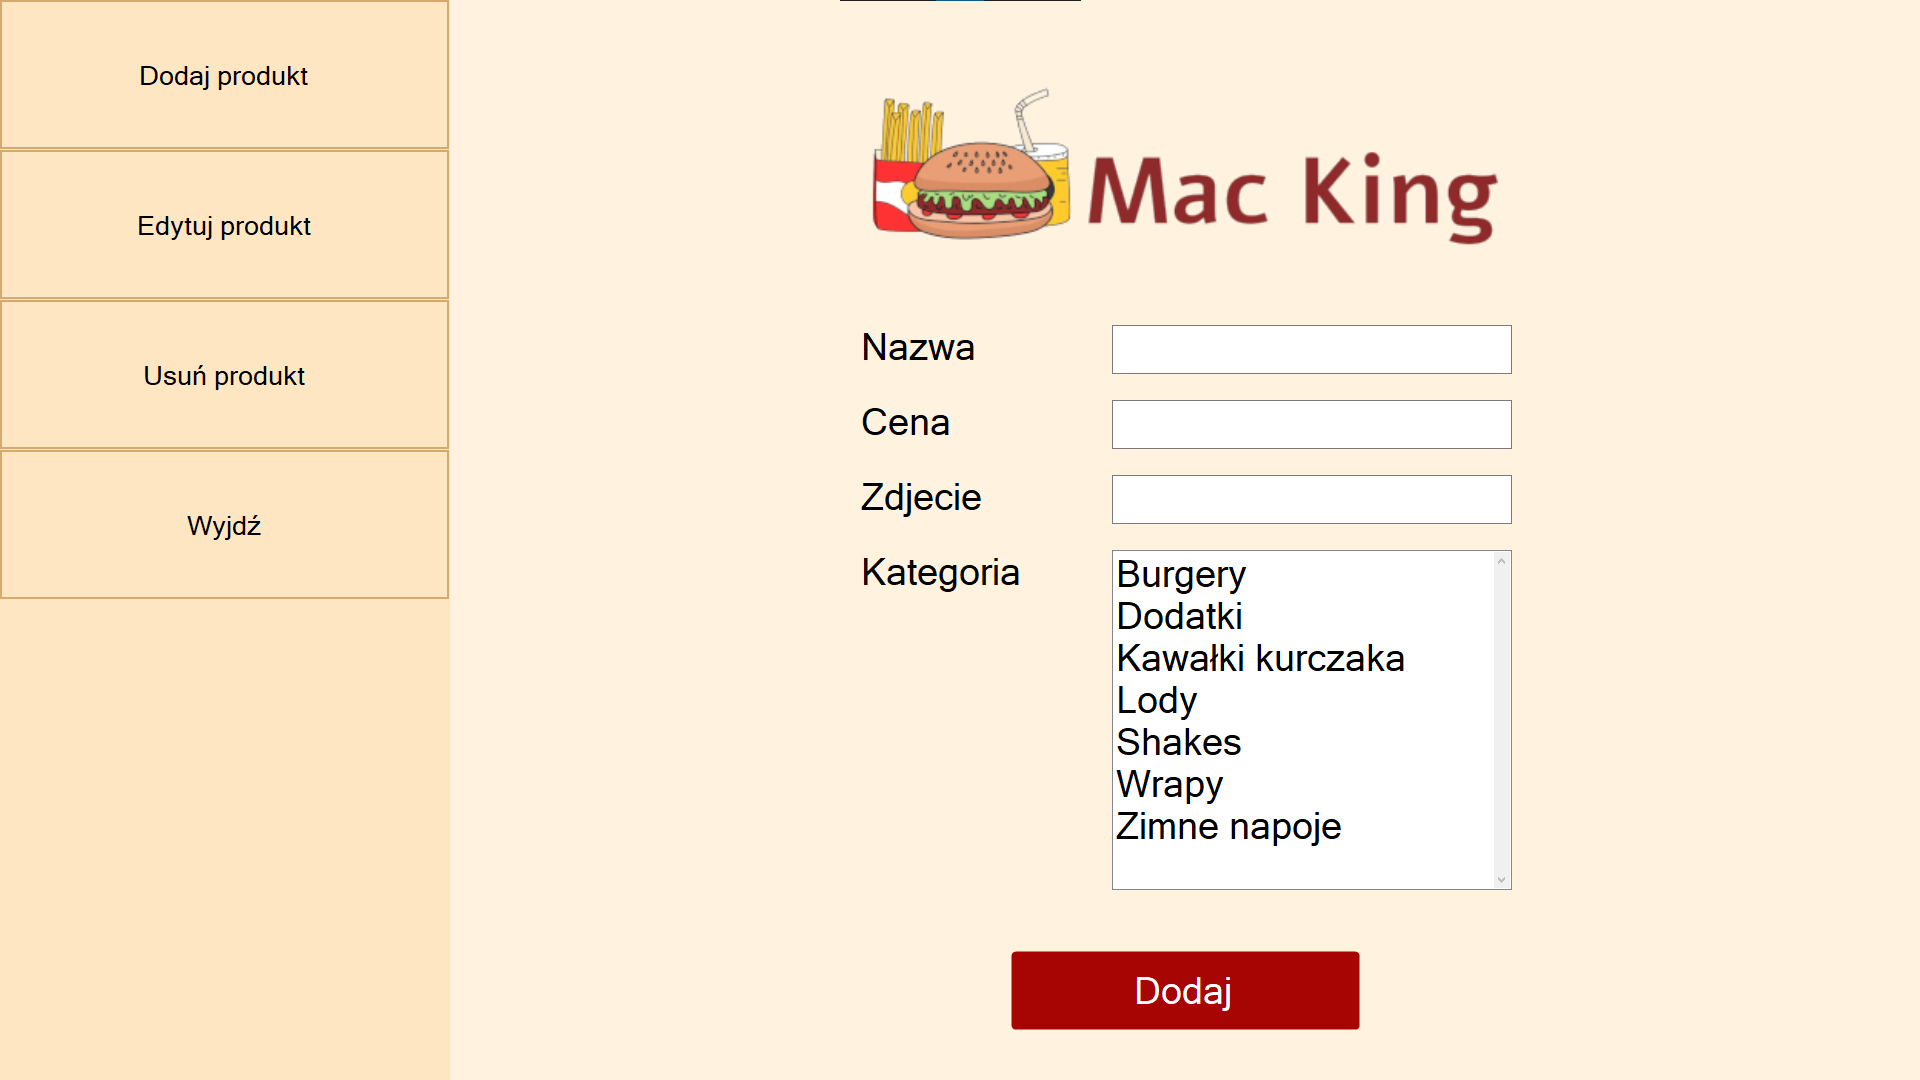 Dodaj produkt
Edytuj produkt
Usuń produkt
Wyjdź
Mac King
Nazwa
Cena
Zdjecie
Kategoria
Burgery
Dodatki
Kawałki kurczaka
Lody
Shakes
Wrapy
Zimne napoje
Dodaj